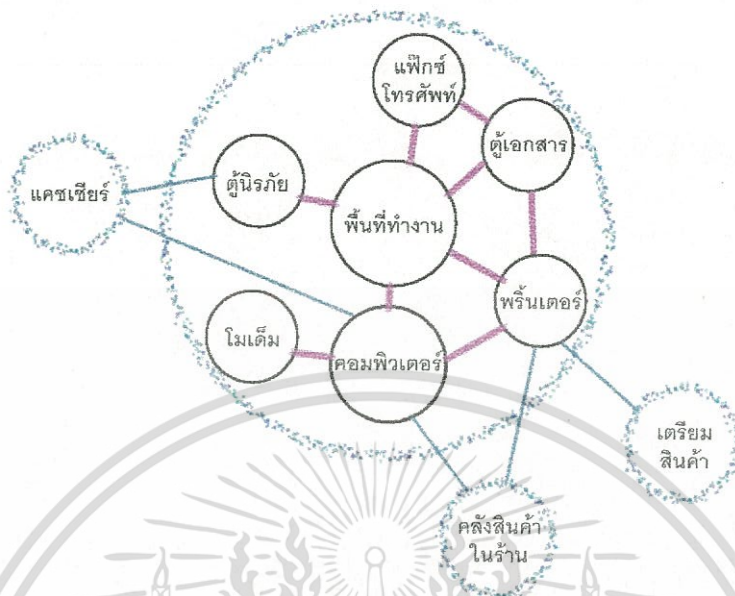 แฟ๊กซ์
โทรศัพท์
ตู้เอกสาร
แคชเชียร์
ตู้นิรภัย
พื้นที่ทำงาน
พริ้นเตอร์
โมเด็ม
คอมพิวเตอร์
เตรียม
สินค้า
คลังสินค้า
ในร้าน